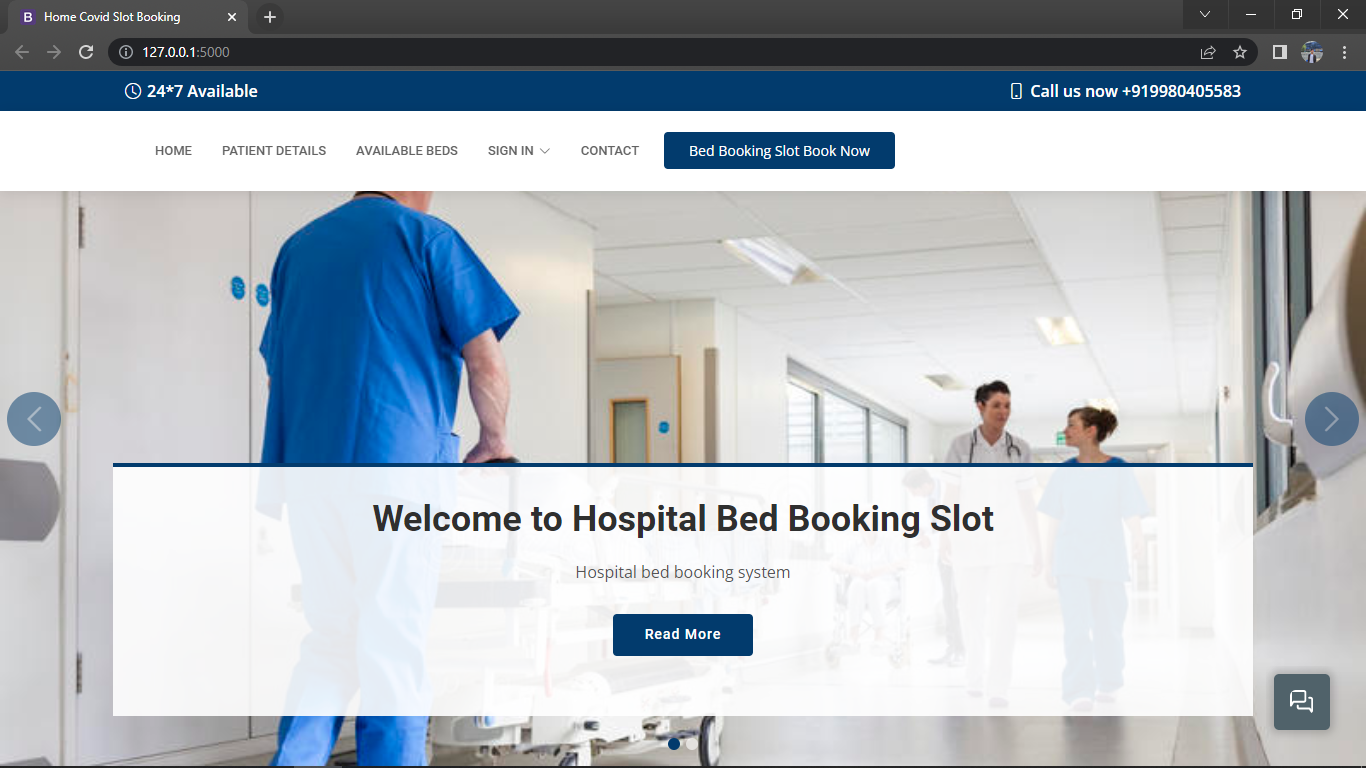 B Home Covid Slot Booking
127.0.0.1:5000
24*7 Available
Call us now +919980405583
HOME
PATIENT DETAILS
AVAILABLE BEDS
SIGN IN
CONTACT
Bed Booking Slot Book Now
Welcome to Hospital Bed Booking Slot
Hospital bed booking system
Read More